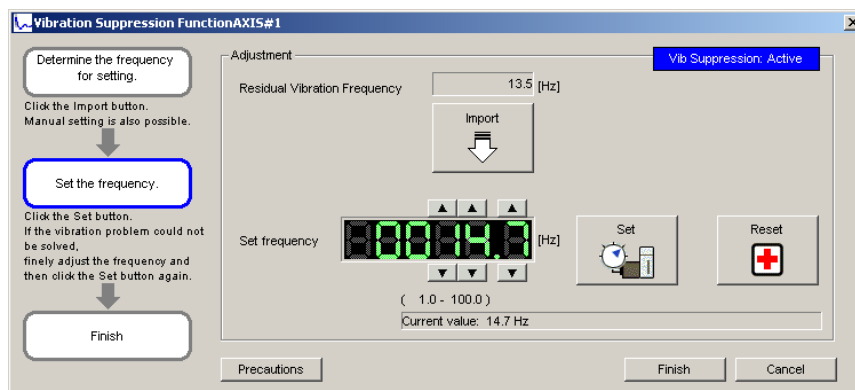 Vibration Suppression FunctionAXIS#1
Determine the frequency
for setting.
Click the Import button.
Manual setting is also possible.
Set the frequency.
Click the Set button.
If the vibration problem could not
be solved,
finely adjust the frequency and
then click the Set button again.
Finish
Adjustment
Vib Suppression: Active
Residual Vibration Frequency 13.5 [Hz]
Import
Set frequency 0014.7 [Hz]
Set
Reset
( 1.0 - 100.0 )
Current value: 14.7 Hz
Precautions
Finish
Cancel